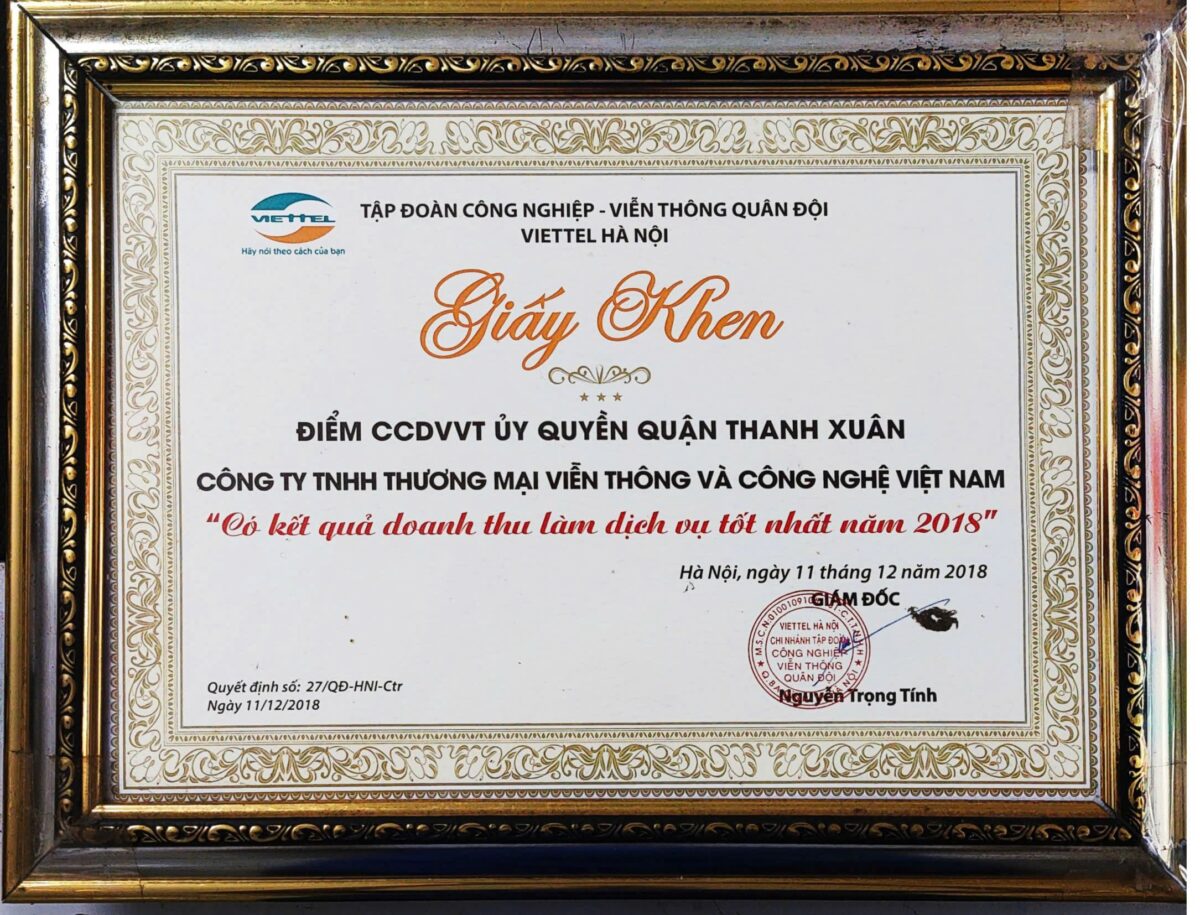 VIETTEL
Hãy nói theo cách của bạn
TẬP ĐOÀN CÔNG NGHIỆP - VIỄN THÔNG QUÂN ĐỘI
VIETTEL HÀ NỘI
Giấy Khen
ĐIỂM CCDVVT ỦY QUYỀN QUẬN THANH XUÂN
CÔNG TY TNHH THƯƠNG MẠI VIỄN THÔNG VÀ CÔNG NGHỆ VIỆT NAM
“Có kết quả doanh thu làm dịch vụ tốt nhất năm 2018”
Hà Nội, ngày 11 tháng 12 năm 2018
GIÁM ĐỐC
VIETTEL HÀ NỘI
CHI NHÁNH TẬP ĐOÀN
CÔNG NGHIỆP
VIỄN THÔNG
QUÂN ĐỘI
Nguyễn Trọng Tính
Quyết định số: 27/QĐ-HNI-Ctr
Ngày 11/12/2018